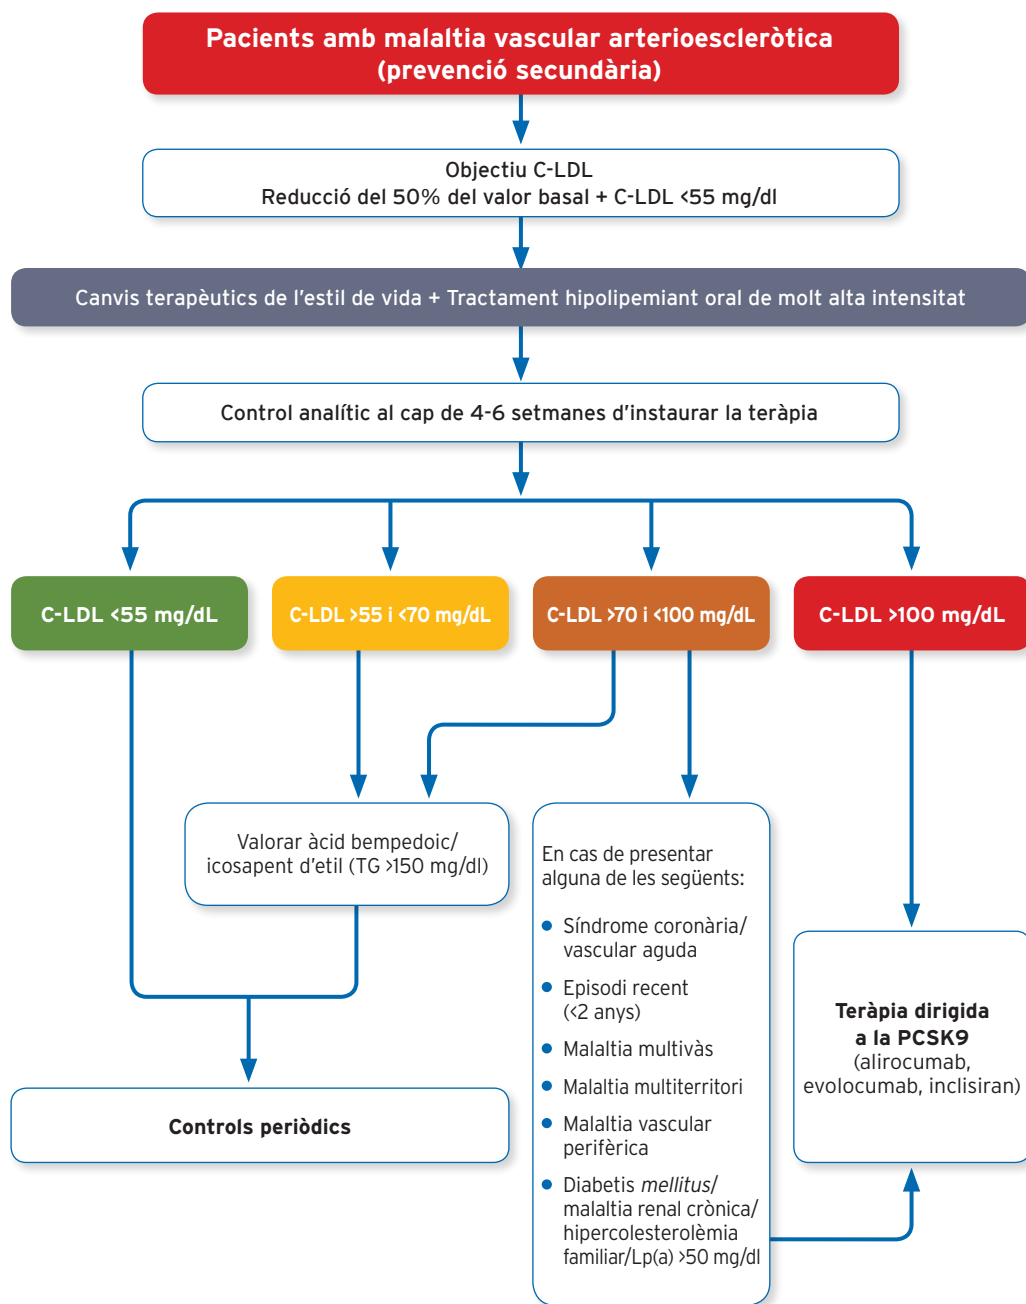 Pacients amb malaltia vascular arterioescleròtica
(prevenció secundària)
Objectiu C-LDL
Reducció del 50% del valor basal + C-LDL <55 mg/dl
Canvis terapèutics de l'estil de vida + Tractament hipolipemiant oral de molt alta intensitat
Control analític al cap de 4-6 setmanes d'instaurar la teràpia
C-LDL <55 mg/dL
C-LDL >55 i <70 mg/dL
C-LDL >70 i <100 mg/dL
C-LDL >100 mg/dL
Valorar àcid bempedoic/
icosapent d'etil (TG >150 mg/dl)
En cas de presentar
alguna de les següents:
• Síndrome coronària/
vascular aguda
• Episodi recent
(<2 anys)
• Malaltia multivàs
• Malaltia multiterritori
• Malaltia vascular
perifèrica
• Diabetis mellitus/
malaltia renal crònica/
hipercolesterolèmia
familiar/Lp(a) >50 mg/dl
Teràpia dirigida
a la PCSK9
(alirocumab,
evolocumab, inclisiran)
Controls periòdics